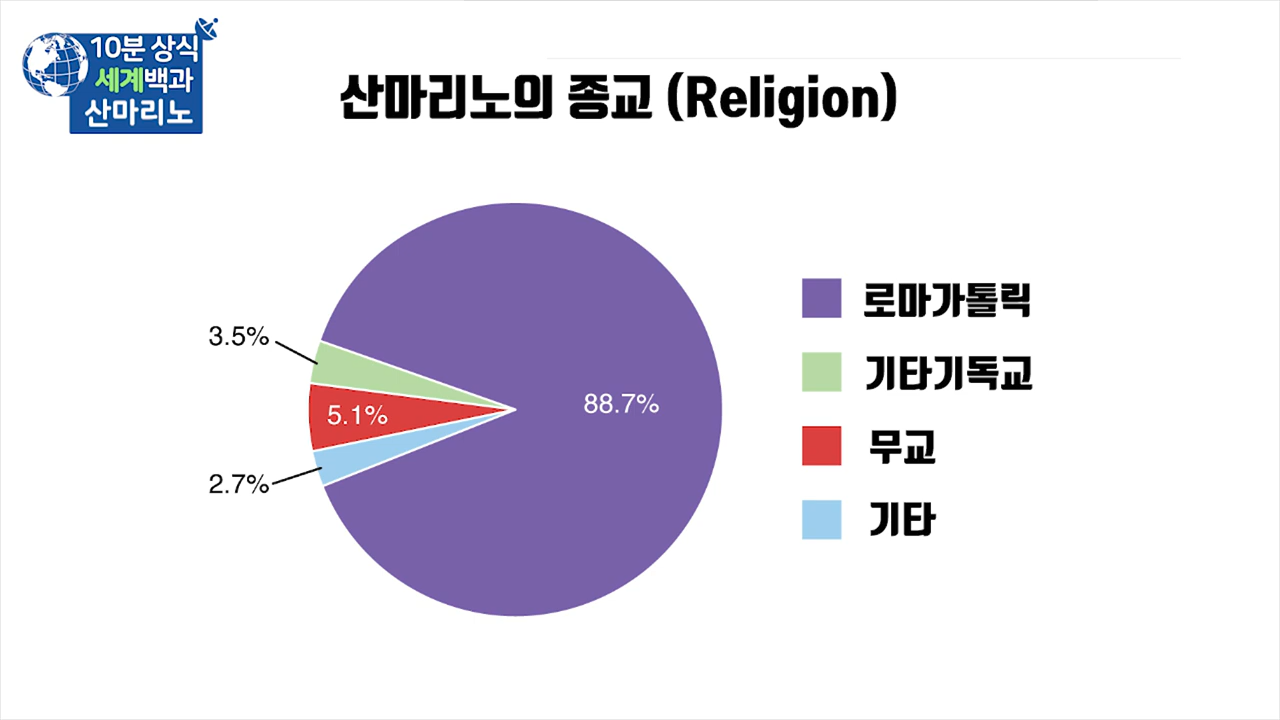 10분 상식
세계백과
산마리노
산마리노의 종교 (Religion)
3.5%
88.7%
5.1%
2.7%
로마가톨릭
기타기독교
무교
기타